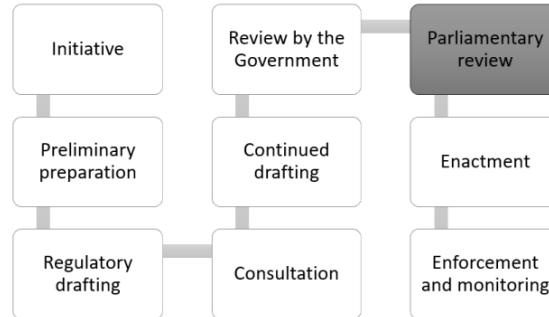 Initiative
Preliminary
preparation
Regulatory
drafting
Consultation
Continued
drafting
Review by the
Government
Parliamentary
review
Enactment
Enforcement
and monitoring